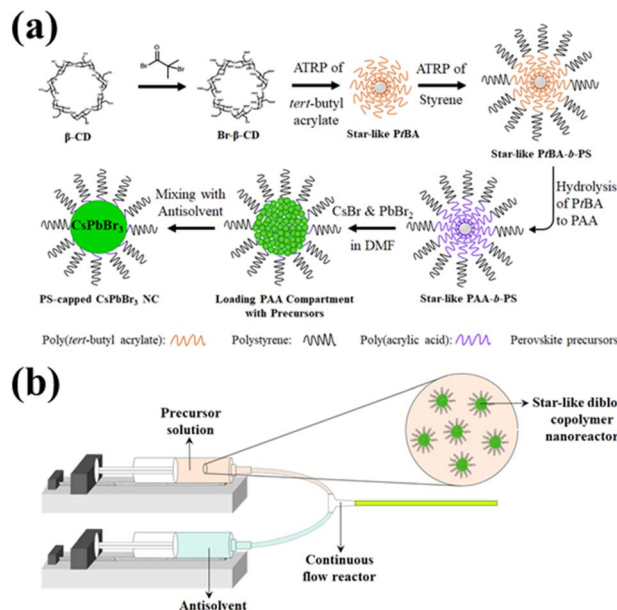 (a)
Br
Br
O
ATRP of
tert-butyl
acrylate
ATRP of
Styrene
β-CD
Br-β-CD
Star-like PtBA
Star-like PtBA-b-PS
Hydrolysis
of PtBA
to PAA
Mixing with
Antisolvent
CsBr & PbBr2
in DMF
CsPbBr3
PS-capped CsPbBr3 NC
Loading PAA Compartment
with Precursors
Star-like PAA-b-PS
Poly(tert-butyl acrylate):
Polystyrene:
Poly(acrylic acid):
Perovskite precursors
(b)
Precursor
solution
Star-like diblo
copolymer
nanoreactor
Continuous
flow reactor
Antisolvent